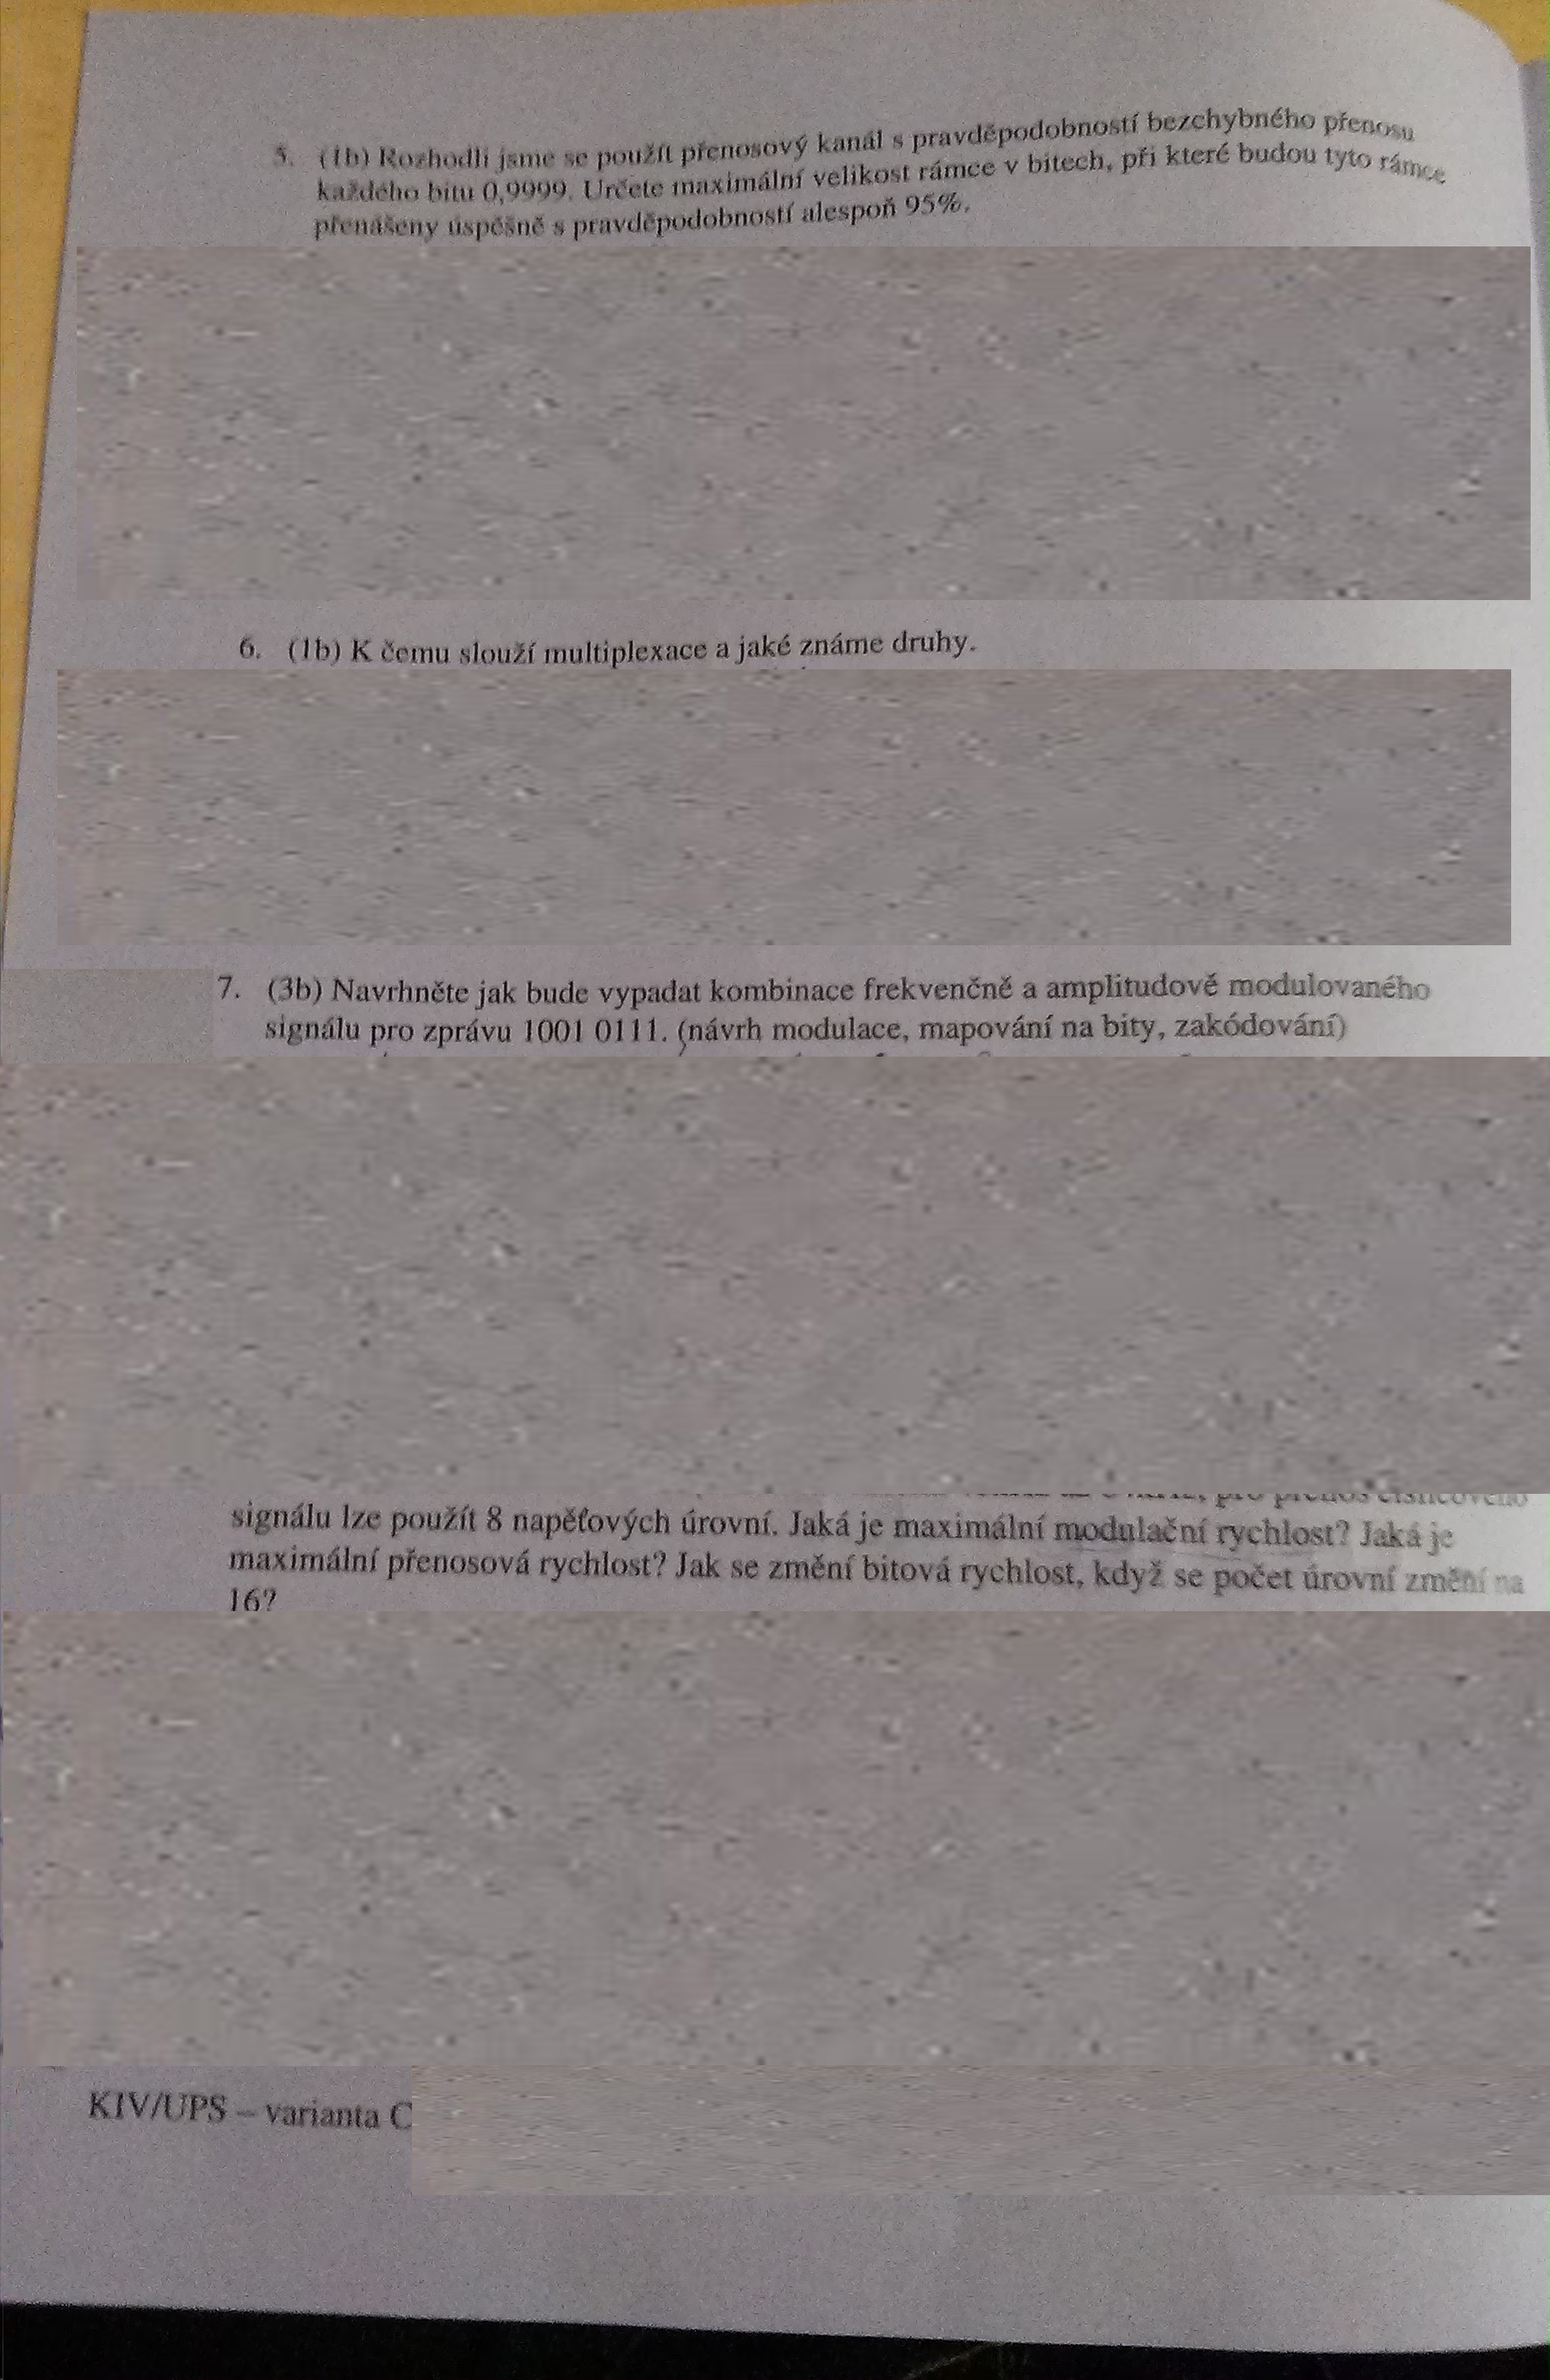 5. (1b) Rozhodli jsme se použít přenosový kanál s pravděpodobností bezchybného přenosu
každého bitu 0,9999. Určete maximální velikost rámce v bitech, při které budou tyto rámce
přenášeny úspěšně s pravděpodobností alespoň 95%.
6. (1b) K čemu slouží multiplexace a jaké známe druhy.
7. (3b) Navrhněte jak bude vypadat kombinace frekvenčně a amplitudově modulovaného
signálu pro zprávu 1001 0111. (návrh modulace, mapování na bity, zakódování)
pro přenos číslicového
signálu lze použít 8 napěťových úrovní. Jaká je maximální modulační rychlost? Jaká je
maximální přenosová rychlost? Jak se změní bitová rychlost, když se počet úrovní změní na
16?
KIV/UPS – varianta C